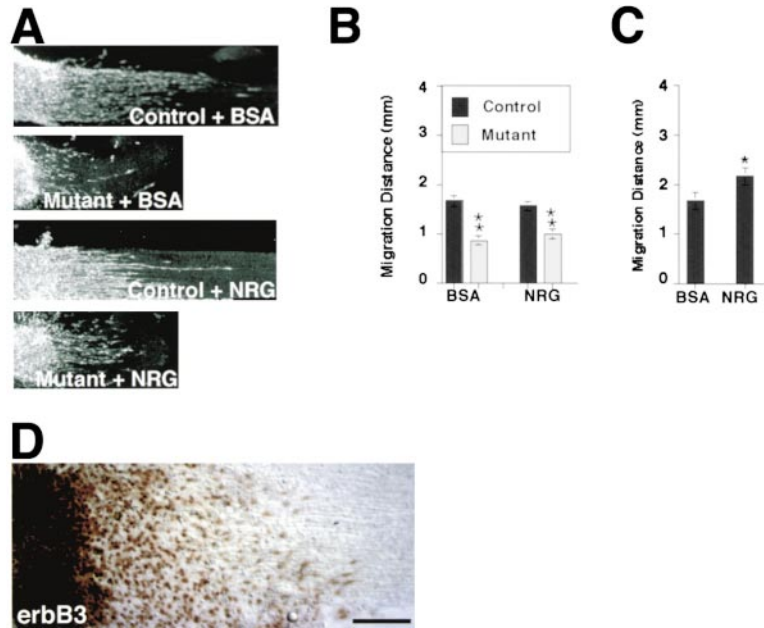 A
Control + BSA
Mutant + BSA
Control + NRG
Mutant + NRG
B
Migration Distance (mm)
4
3
2
1
0
Control
Mutant
**
**
BSA
NRG
C
Migration Distance (mm)
4
3
2
1
0
*
BSA NRG
D
erbB3